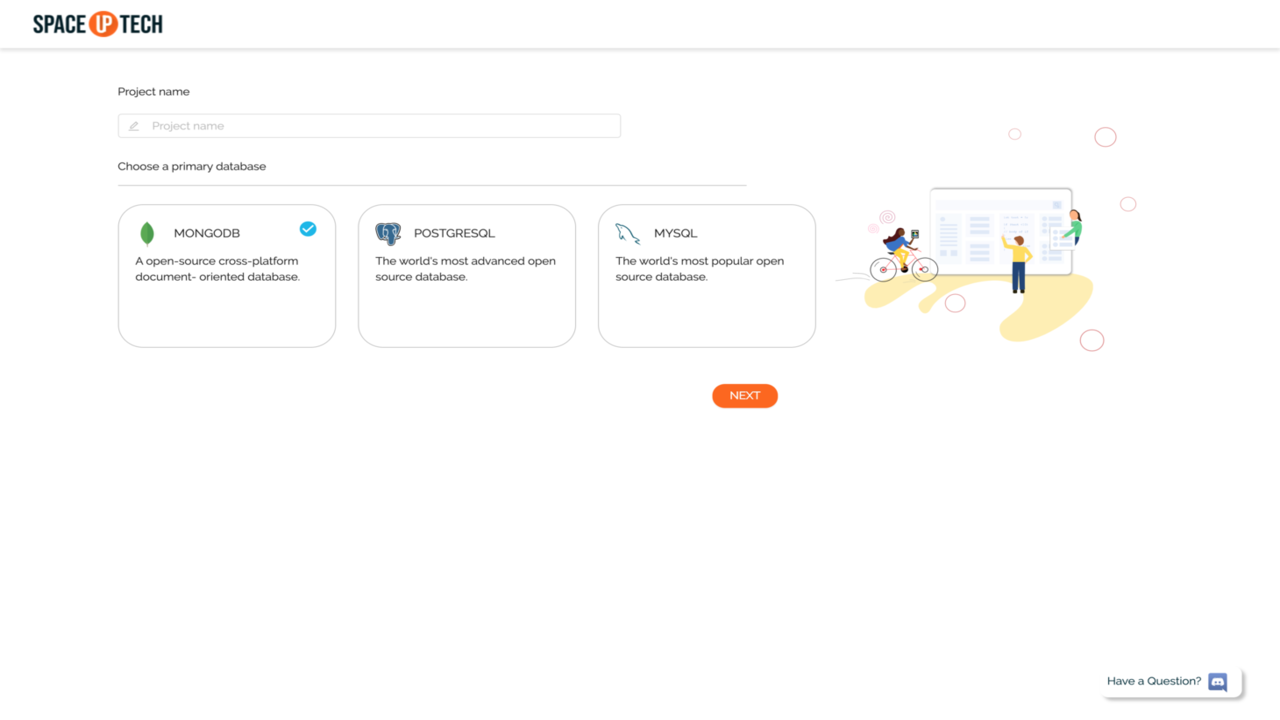 SPACE UP TECH
Project name
Project name
Choose a primary database
MONGODB
A open-source cross-platform
document- oriented database.
POSTGRESQL
The world's most advanced open
source database.
MYSQL
The world's most popular open
source database.
NEXT
Have a Question?